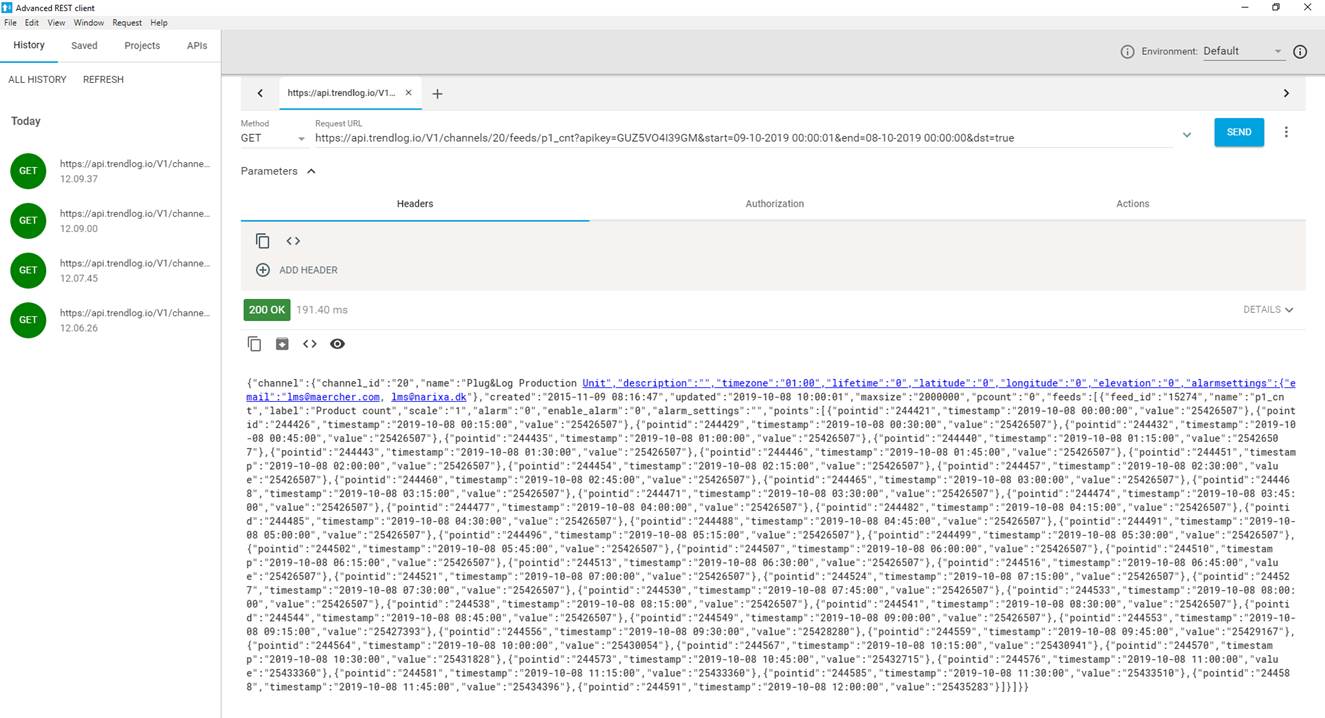 Advanced REST client
File Edit View Window Request Help
History Saved Projects APIs
ALL HISTORY REFRESH
Today
GET https://api.trendlog.io/V1/channe...
12.09.37
GET https://api.trendlog.io/V1/channe...
12.09.00
GET https://api.trendlog.io/V1/channe...
12.07.45
GET https://api.trendlog.io/V1/channe...
12.06.26
Environment: Default
https://api.trendlog.io/V1...
Method Request URL
GET https://api.trendlog.io/V1/channels/20/feeds/p1_cnt?apikey=GUZ5VO4I39GM&start=09-10-2019 00:00:01&end=08-10-2019 00:00:00&dst=true
SEND
Parameters
Headers Authorization Actions
ADD HEADER
200 OK 191.40 ms DETAILS
{"channel":{"channel_id":"20","name":"Plug&Log Production Unit","description":"","timezone":"01:00","lifetime":"0","latitude":"0","longitude":"0","elevation":"0","alarmsettings":{"e
mail":"lms@maercher.com, lms@narixa.dk"},"created":"2015-11-09 08:16:47","updated":"2019-10-08 10:00:01","maxsize":"2000000","pcount":"0","feeds":[{"feed_id":"15274","name":"p1_cn
t","label":"Product count","scale":"1","alarm":"0","enable_alarm":"0","alarm_settings":"","points":[{"pointid":"244421","timestamp":"2019-10-08 00:00:00","value":"25426507"},{"point
id":"244426","timestamp":"2019-10-08 00:15:00","value":"25426507"},{"pointid":"244429","timestamp":"2019-10-08 00:30:00","value":"25426507"},{"pointid":"244432","timestamp":"2019-10
-08 00:45:00","value":"25426507"},{"pointid":"244435","timestamp":"2019-10-08 01:00:00","value":"25426507"},{"pointid":"244440","timestamp":"2019-10-08 01:15:00","value":"2542650
7"},{"pointid":"244443","timestamp":"2019-10-08 01:30:00","value":"25426507"},{"pointid":"244446","timestamp":"2019-10-08 01:45:00","value":"25426507"},{"pointid":"244451","timestam
p":"2019-10-08 02:00:00","value":"25426507"},{"pointid":"244454","timestamp":"2019-10-08 02:15:00","value":"25426507"},{"pointid":"244457","timestamp":"2019-10-08 02:30:00","valu
e":"25426507"},{"pointid":"244460","timestamp":"2019-10-08 02:45:00","value":"25426507"},{"pointid":"244465","timestamp":"2019-10-08 03:00:00","value":"25426507"},{"pointid":"24446
8","timestamp":"2019-10-08 03:15:00","value":"25426507"},{"pointid":"244471","timestamp":"2019-10-08 03:30:00","value":"25426507"},{"pointid":"244474","timestamp":"2019-10-08 03:45:
00","value":"25426507"},{"pointid":"244477","timestamp":"2019-10-08 04:00:00","value":"25426507"},{"pointid":"244482","timestamp":"2019-10-08 04:15:00","value":"25426507"},{"pointi
d":"244485","timestamp":"2019-10-08 04:30:00","value":"25426507"},{"pointid":"244488","timestamp":"2019-10-08 04:45:00","value":"25426507"},{"pointid":"244491","timestamp":"2019-10-
08 05:00:00","value":"25426507"},{"pointid":"244496","timestamp":"2019-10-08 05:15:00","value":"25426507"},{"pointid":"244499","timestamp":"2019-10-08 05:30:00","value":"25426507"},
{"pointid":"244502","timestamp":"2019-10-08 05:45:00","value":"25426507"},{"pointid":"244507","timestamp":"2019-10-08 06:00:00","value":"25426507"},{"pointid":"244510","timestam
p":"2019-10-08 06:15:00","value":"25426507"},{"pointid":"244513","timestamp":"2019-10-08 06:30:00","value":"25426507"},{"pointid":"244516","timestamp":"2019-10-08 06:45:00","valu
e":"25426507"},{"pointid":"244521","timestamp":"2019-10-08 07:00:00","value":"25426507"},{"pointid":"244524","timestamp":"2019-10-08 07:15:00","value":"25426507"},{"pointid":"24452
7","timestamp":"2019-10-08 07:30:00","value":"25426507"},{"pointid":"244530","timestamp":"2019-10-08 07:45:00","value":"25426507"},{"pointid":"244533","timestamp":"2019-10-08 08:00:
00","value":"25426507"},{"pointid":"244538","timestamp":"2019-10-08 08:15:00","value":"25426507"},{"pointid":"244541","timestamp":"2019-10-08 08:30:00","value":"25426507"},{"pointi
d":"244544","timestamp":"2019-10-08 08:45:00","value":"25426507"},{"pointid":"244549","timestamp":"2019-10-08 09:00:00","value":"25426507"},{"pointid":"244553","timestamp":"2019-10-
08 09:15:00","value":"25427393"},{"pointid":"244556","timestamp":"2019-10-08 09:30:00","value":"25428280"},{"pointid":"244559","timestamp":"2019-10-08 09:45:00","value":"25429167"},
{"pointid":"244564","timestamp":"2019-10-08 10:00:00","value":"25430054"},{"pointid":"244567","timestamp":"2019-10-08 10:15:00","value":"25430941"},{"pointid":"244570","timestam
p":"2019-10-08 10:30:00","value":"25431828"},{"pointid":"244573","timestamp":"2019-10-08 10:45:00","value":"25432715"},{"pointid":"244576","timestamp":"2019-10-08 11:00:00","valu
e":"25433360"},{"pointid":"244581","timestamp":"2019-10-08 11:15:00","value":"25433360"},{"pointid":"244585","timestamp":"2019-10-08 11:30:00","value":"25433510"},{"pointid":"24458
8","timestamp":"2019-10-08 11:45:00","value":"25434396"},{"pointid":"244591","timestamp":"2019-10-08 12:00:00","value":"25435283"}]}]}}